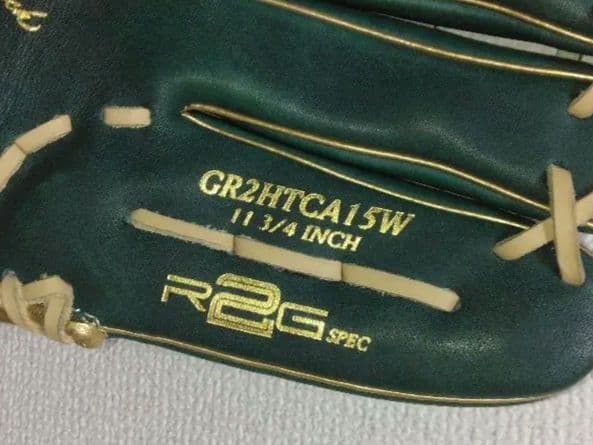 GR2HTCA15W
11 3/4 INCH
R2G SPEC